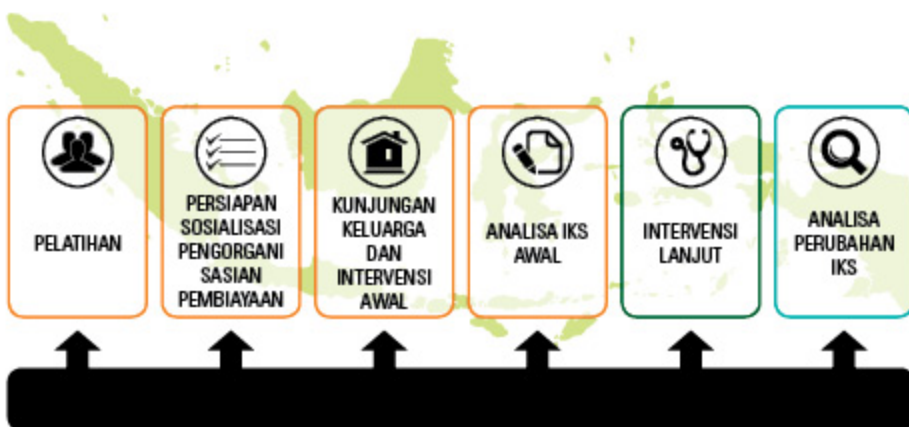 PELATIHAN
PERSIAPAN
SOSIALISASI
PENGORGANI
SASIAN
PEMBIAYAAN
KUNJUNGAN
KELUARGA
DAN
INTERVENSI
AWAL
ANALISA IKS
AWAL
INTERVENSI
LANJUT
ANALISA
PERUBAHAN
IKS